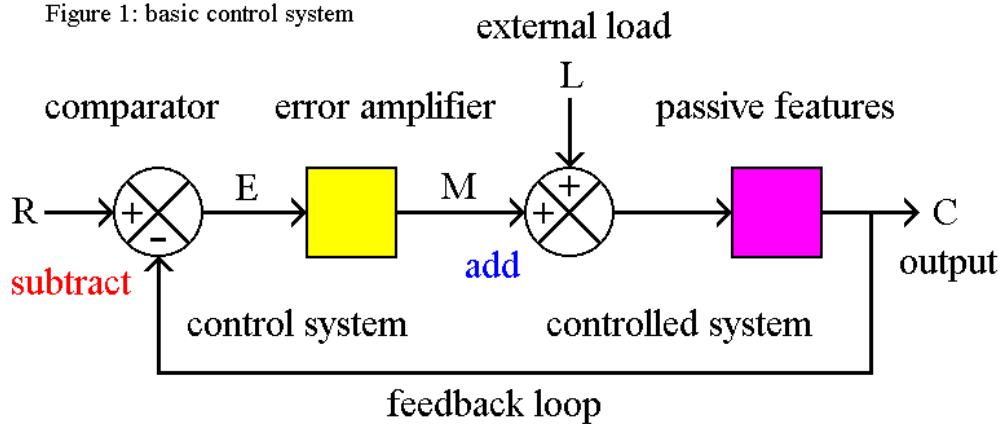 Figure 1: basic control system
external load
L
comparator
error amplifier
passive features
R
+
-
E
M
+
+
C
subtract
add
output
control system
controlled system
feedback loop